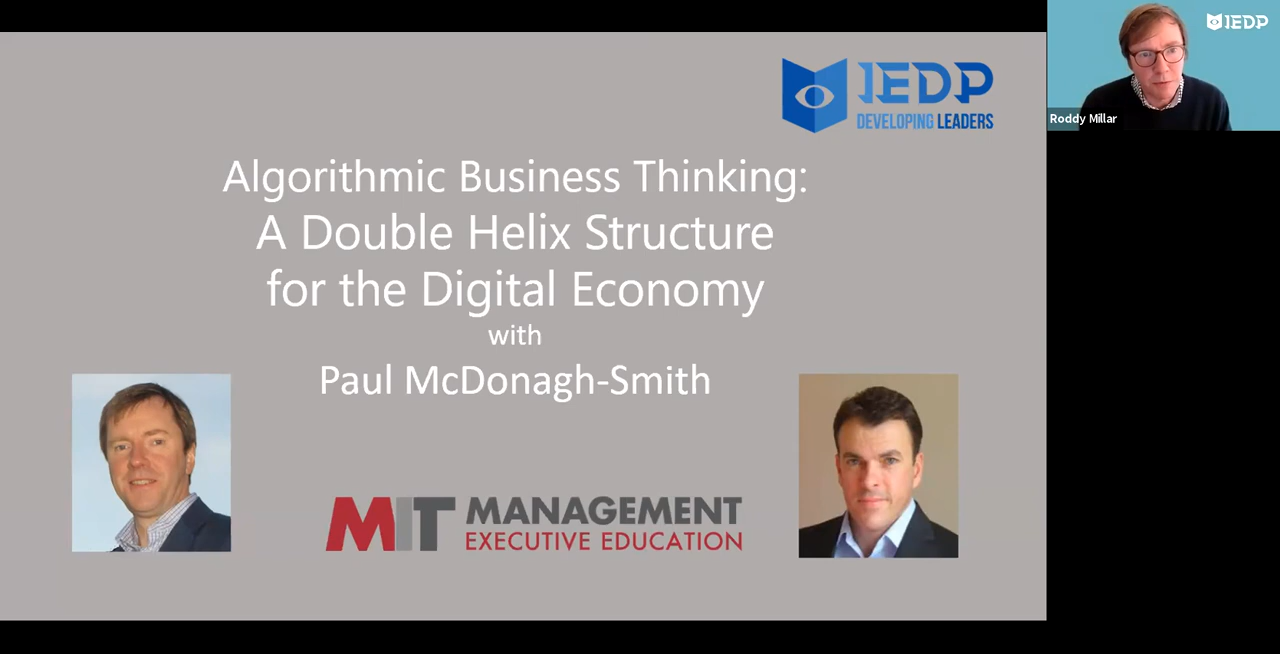 IEDP
DEVELOPING LEADERS
Algorithmic Business Thinking:
A Double Helix Structure
for the Digital Economy
with
Paul McDonagh-Smith
MIT MANAGEMENT
EXECUTIVE EDUCATION
IEDP
Roddy Millar